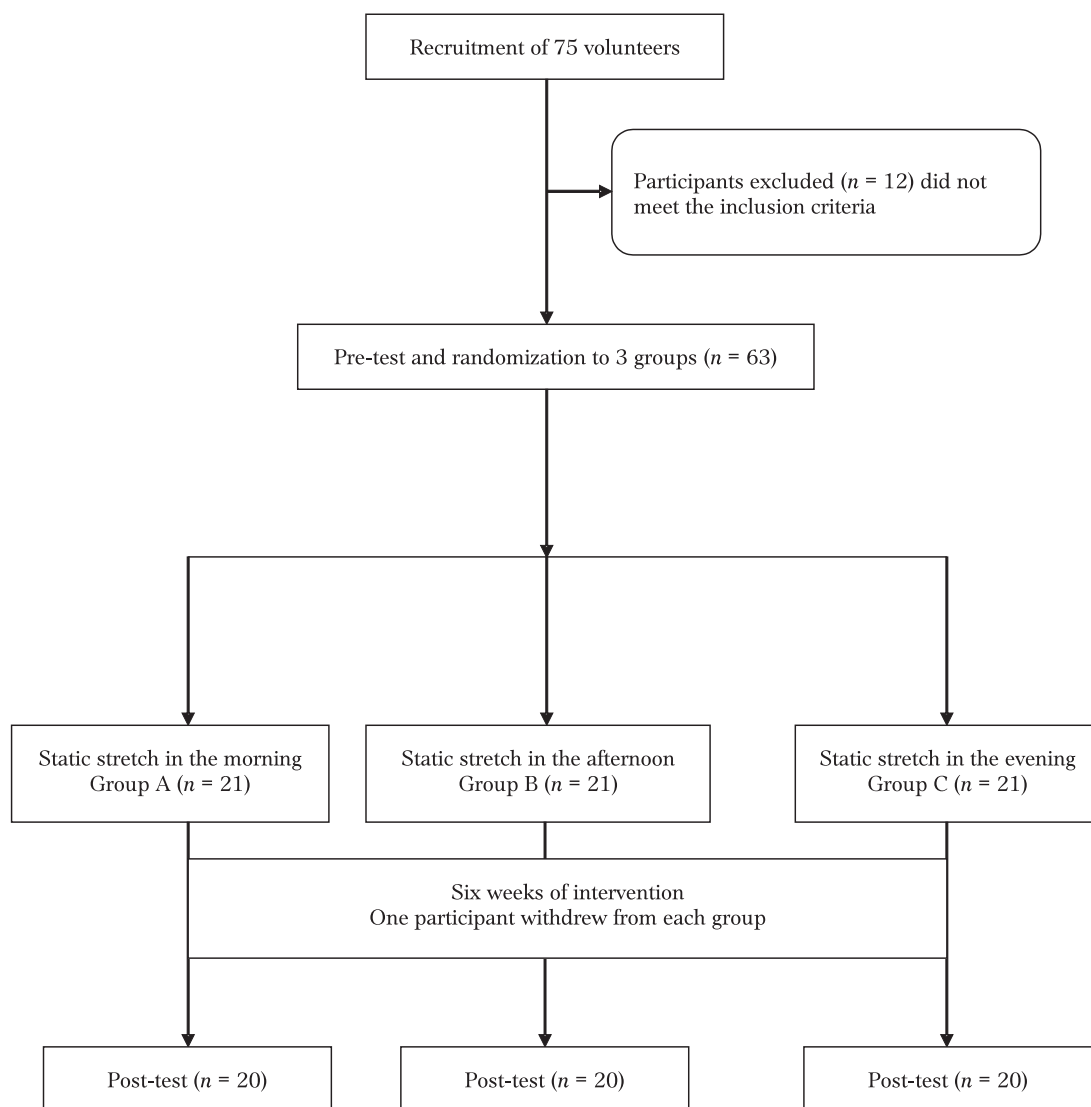 Recruitment of 75 volunteers
Participants excluded (n = 12) did not
meet the inclusion criteria
Pre-test and randomization to 3 groups (n = 63)
Static stretch in the morning
Group A (n = 21)
Static stretch in the afternoon
Group B (n = 21)
Static stretch in the evening
Group C (n = 21)
Six weeks of intervention
One participant withdrew from each group
Post-test (n = 20)
Post-test (n = 20)
Post-test (n = 20)